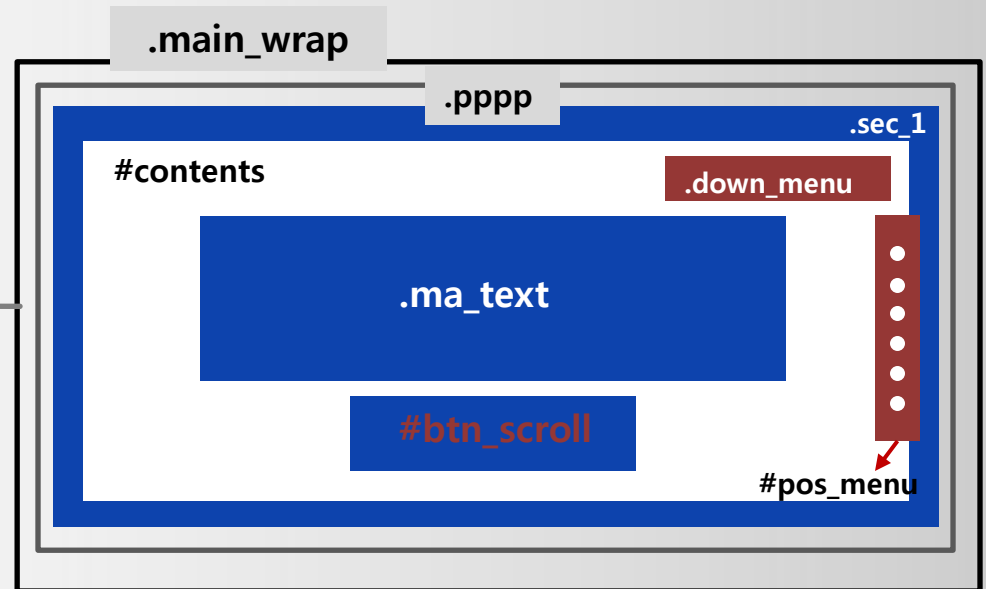 .main_wrap
.pppp
.sec_1
#contents
.down_menu
.ma_text
#btn_scroll
#pos_menu